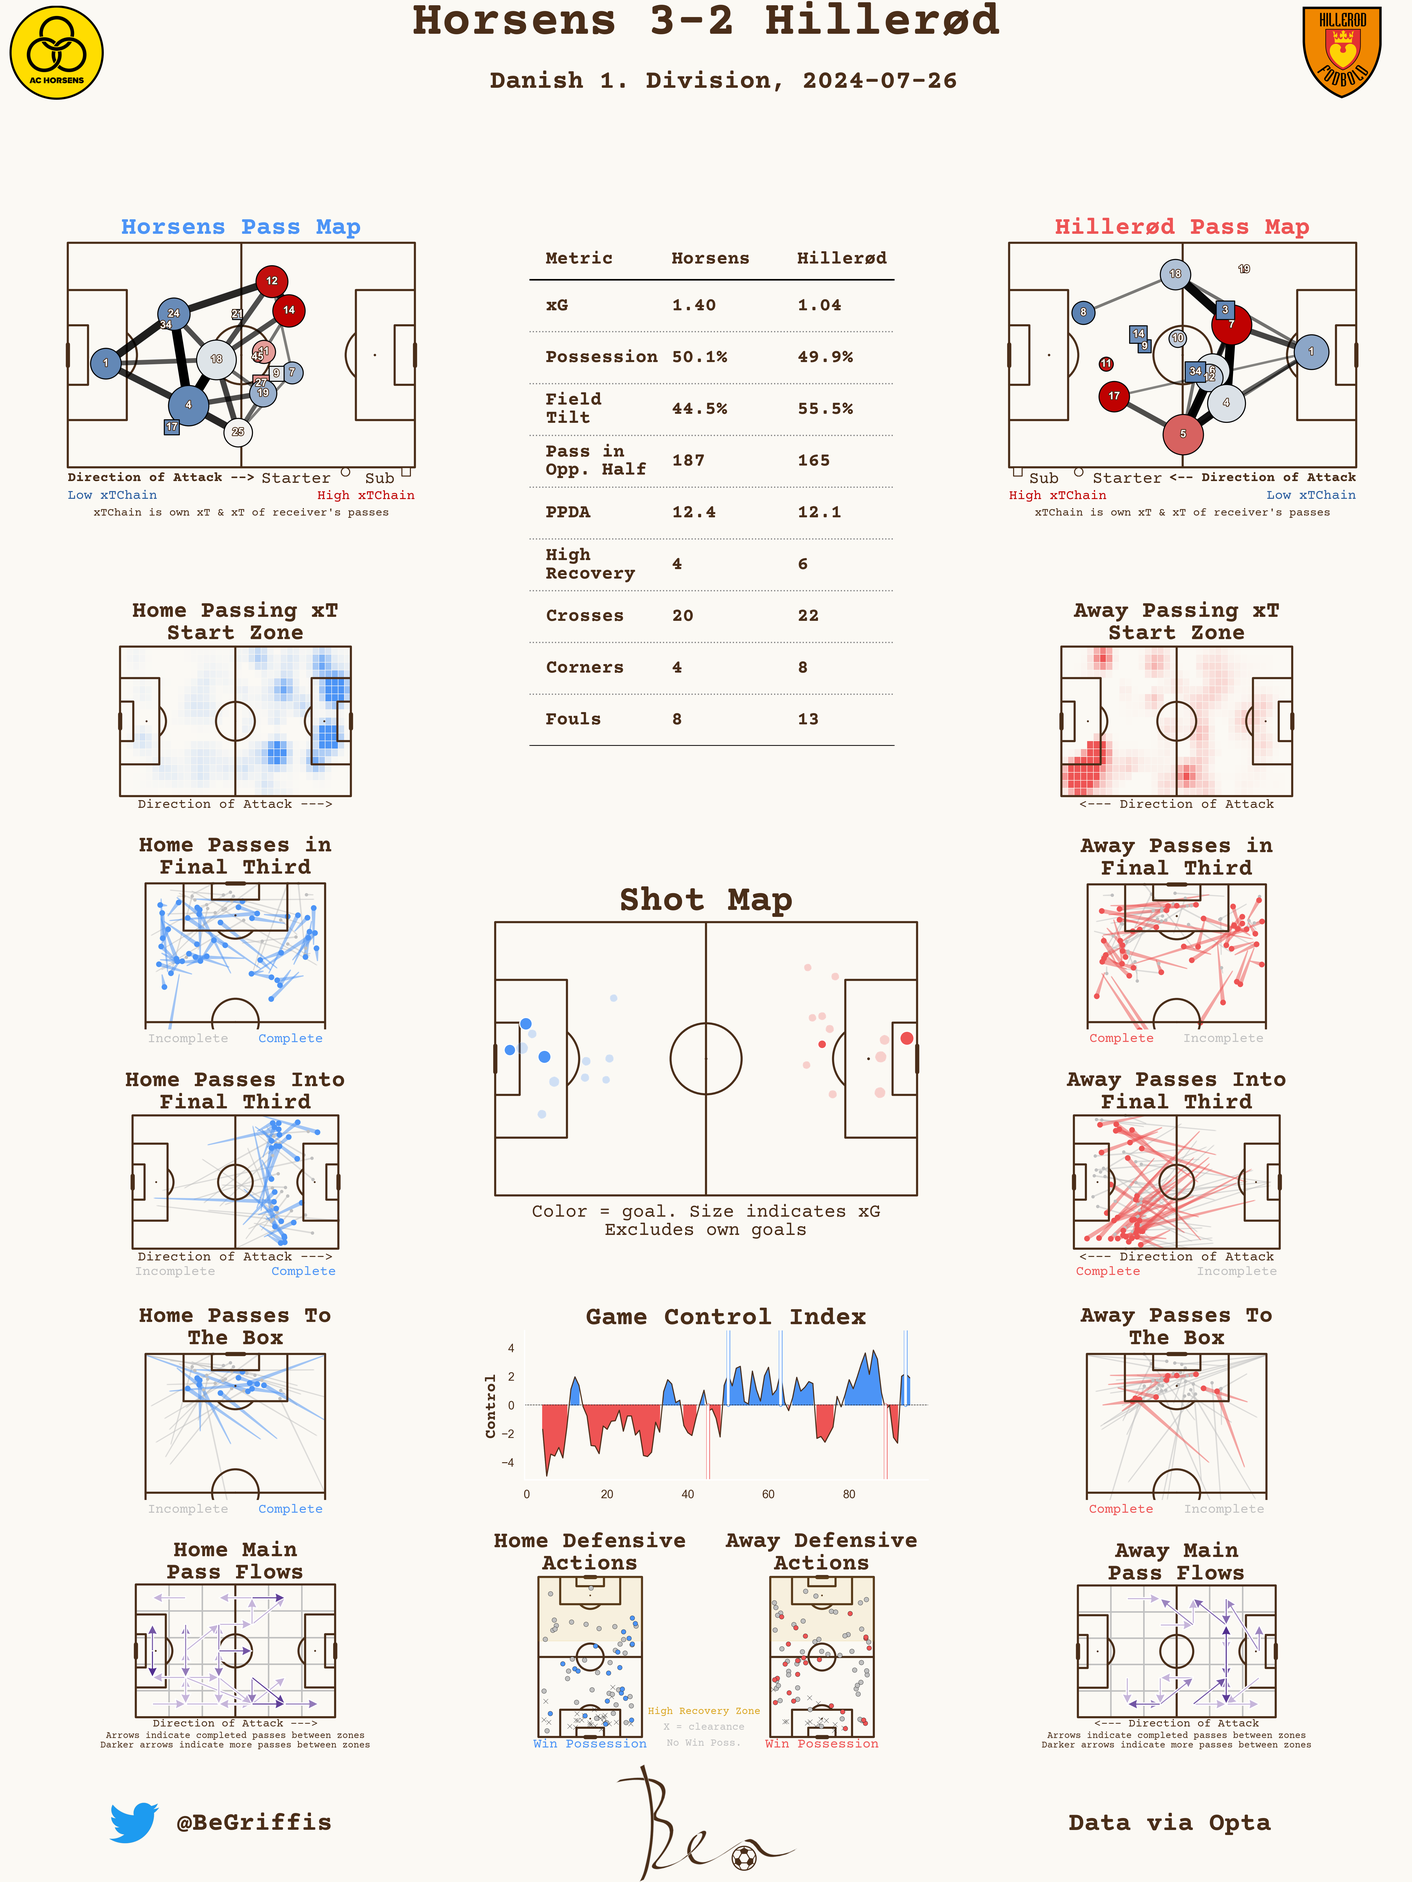 Horsens 3-2 Hillerød
Danish 1. Division, 2024-07-26
AC HORSENS
HILLERØD
FODBOLD
Horsens Pass Map
12
24
34
21
14
1
18
11
45
9
7
27
19
4
17
25
Direction of Attack --> Starter Sub
Low xTChain High xTChain
xTChain is own xT & xT of receiver's passes
Metric Horsens Hillerød
xG 1.40 1.04
Possession 50.1% 49.9%
Field
Tilt 44.5% 55.5%
Pass in
Opp. Half 187 165
PPDA 12.4 12.1
High
Recovery 4 6
Crosses 20 22
Corners 4 8
Fouls 8 13
Hillerød Pass Map
18
19
8
3
7
14
9
10
1
11
34
6
12
17
4
5
Sub Starter <-- Direction of Attack
High xTChain Low xTChain
xTChain is own xT & xT of receiver's passes
Home Passing xT
Start Zone
Direction of Attack --->
Away Passing xT
Start Zone
<--- Direction of Attack
Home Passes in
Final Third
Incomplete Complete
Away Passes in
Final Third
Complete Incomplete
Shot Map
Color = goal. Size indicates xG
Excludes own goals
Home Passes Into
Final Third
Direction of Attack --->
Incomplete Complete
Away Passes Into
Final Third
<--- Direction of Attack
Complete Incomplete
Home Passes To
The Box
Incomplete Complete
Game Control Index
Control
4
2
0
−2
−4
0 20 40 60 80
Away Passes To
The Box
Complete Incomplete
Home Main
Pass Flows
Direction of Attack --->
Arrows indicate completed passes between zones
Darker arrows indicate more passes between zones
Home Defensive
Actions
Win Possession
Away Defensive
Actions
Win Possession
High Recovery Zone
X = clearance
No Win Poss.
Away Main
Pass Flows
<--- Direction of Attack
Arrows indicate completed passes between zones
Darker arrows indicate more passes between zones
@BeGriffis
Ben
Data via Opta